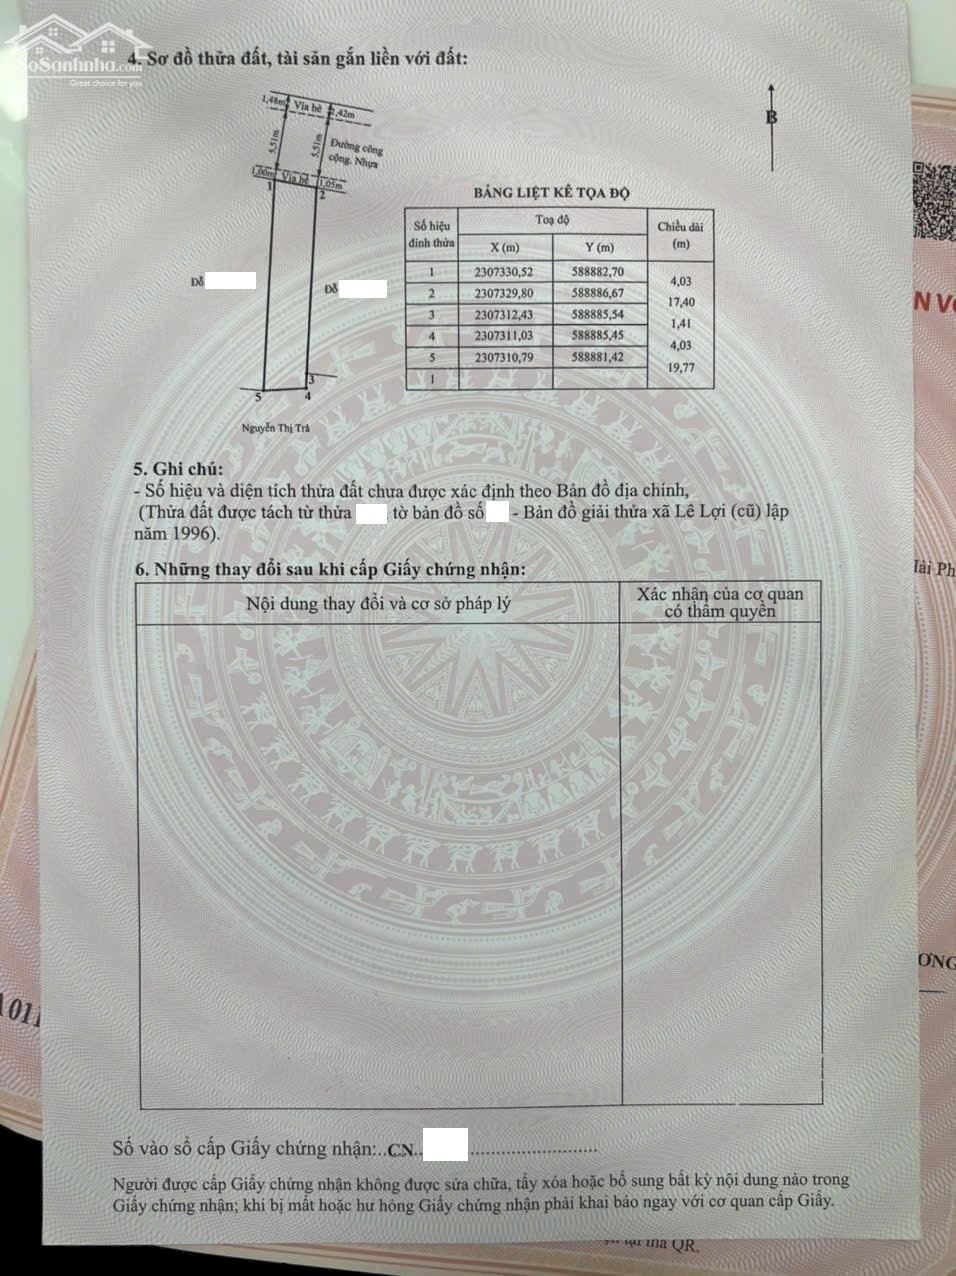 SoSanhnha.com
Great choice for you
4. Sơ đồ thửa đất, tài sản gắn liền với đất:
1,48m Vỉa hè 1,42m
5,51m
5,51m
Đường công
cộng. Nhựa
1,00m Vỉa hè 1,05m
1
2
Đỗ
Đỗ
3
5
4
Nguyễn Thị Trà
B
BẢNG LIỆT KÊ TỌA ĐỘ
Số hiệu đỉnh thửa Toạ độ Chiều dài (m)
X (m) Y (m)
1 2307330,52 588882,70
4,03
2 2307329,80 588886,67
17,40
3 2307312,43 588885,54
1,41
4 2307311,03 588885,45
4,03
5 2307310,79 588881,42
19,77
1
5. Ghi chú:
- Số hiệu và diện tích thửa đất chưa được xác định theo Bản đồ địa chính,
(Thửa đất được tách từ thửa , tờ bản đồ số - Bản đồ giải thửa xã Lê Lợi (cũ) lập
năm 1996).
6. Những thay đổi sau khi cấp Giấy chứng nhận:
Nội dung thay đổi và cơ sở pháp lý
Xác nhận của cơ quan
có thẩm quyền
Số vào sổ cấp Giấy chứng nhận:..CN..
Người được cấp Giấy chứng nhận không được sửa chữa, tẩy xóa hoặc bổ sung bất kỳ nội dung nào trong
Giấy chứng nhận; khi bị mất hoặc hư hỏng Giấy chứng nhận phải khai báo ngay với cơ quan cấp Giấy.
N V
ải Ph
ƠNG
011
mã QR.